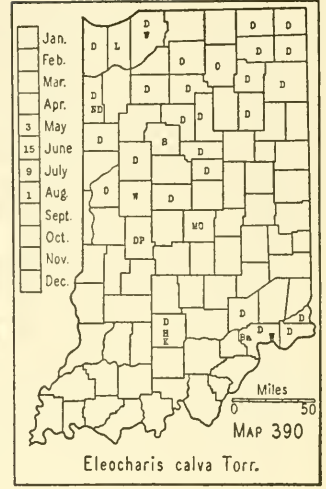 Jan.
Feb.
Mar.
Apr.
3 May
15 June
9 July
1 Aug.
Sept.
Oct.
Nov.
Dec.
D
W
D L
D D
D D
D O
D D D
D
ND
D D
D
D B
D D
D
D W D
DP MO
D
H
K
D
D
Ba D W D
Miles
0 50
MAP 390
Eleocharis calva Torr.